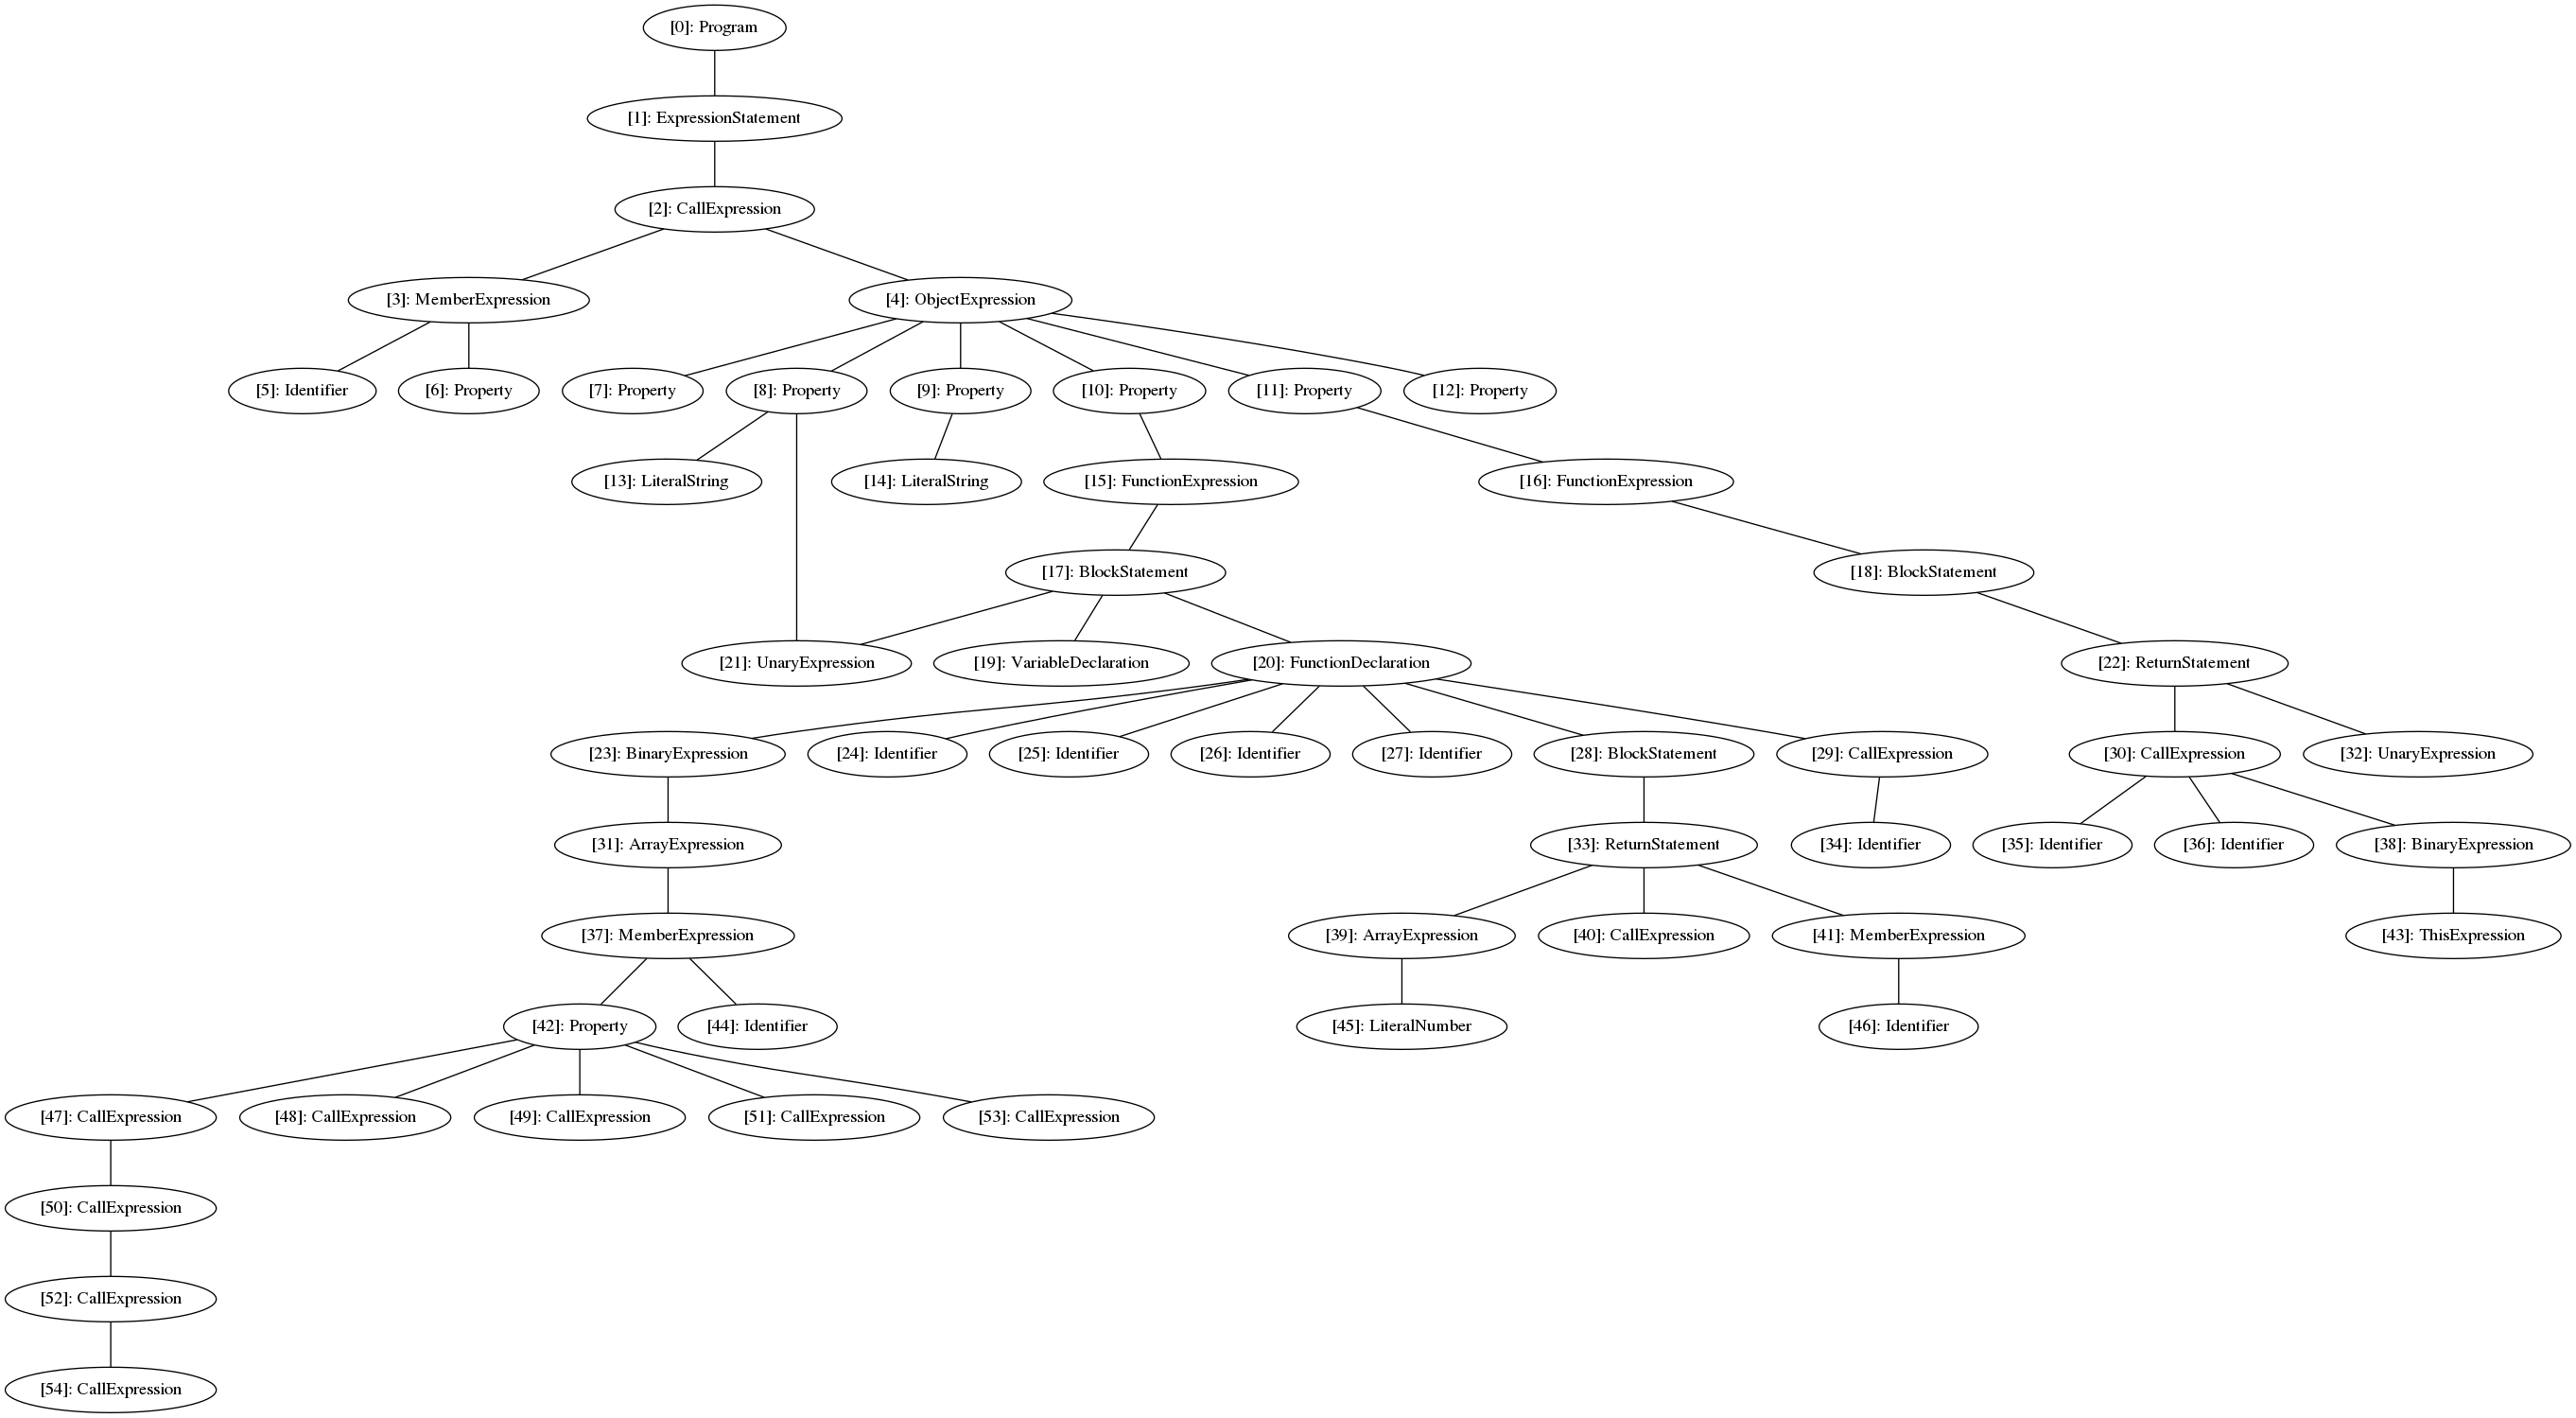 [0]: Program
[1]: ExpressionStatement
[2]: CallExpression
[3]: MemberExpression
[4]: ObjectExpression
[5]: Identifier
[6]: Property
[7]: Property
[8]: Property
[9]: Property
[10]: Property
[11]: Property
[12]: Property
[13]: LiteralString
[14]: LiteralString
[15]: FunctionExpression
[16]: FunctionExpression
[17]: BlockStatement
[18]: BlockStatement
[21]: UnaryExpression
[19]: VariableDeclaration
[20]: FunctionDeclaration
[22]: ReturnStatement
[23]: BinaryExpression
[24]: Identifier
[25]: Identifier
[26]: Identifier
[27]: Identifier
[28]: BlockStatement
[29]: CallExpression
[30]: CallExpression
[32]: UnaryExpression
[31]: ArrayExpression
[33]: ReturnStatement
[34]: Identifier
[35]: Identifier
[36]: Identifier
[38]: BinaryExpression
[37]: MemberExpression
[39]: ArrayExpression
[40]: CallExpression
[41]: MemberExpression
[43]: ThisExpression
[42]: Property
[44]: Identifier
[45]: LiteralNumber
[46]: Identifier
[47]: CallExpression
[48]: CallExpression
[49]: CallExpression
[51]: CallExpression
[53]: CallExpression
[50]: CallExpression
[52]: CallExpression
[54]: CallExpression